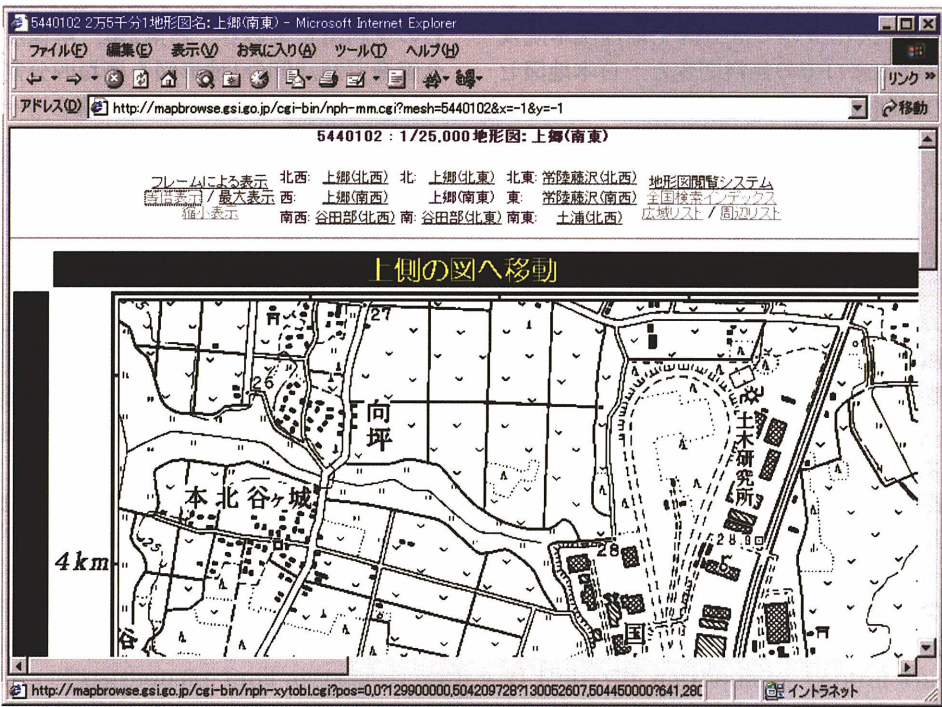 5440102 2万5千分1地形図名: 上郷(南東) - Microsoft Internet Explorer
ファイル(F) 編集(E) 表示(V) お気に入り(A) ツール(T) ヘルプ(H)
リンク »
アドレス(D) http://mapbrowse.gsi.go.jp/cgi-bin/nph-mm.cgi?mesh=5440102&x=-1&y=-1 移動
5440102 : 1/25,000地形図: 上郷(南東)
フレームによる表示 北西: 上郷(北西) 北: 上郷(北東) 北東: 常陸藤沢(北西) 地形図閲覧システム
等倍表示 / 最大表示 西: 上郷(南西) 上郷(南東) 東: 常陸藤沢(南西) 全国検索インデックス
縮小表示 南西: 谷田部(北西) 南: 谷田部(北東) 南東: 土浦(北西) 広域リスト / 周辺リスト
上側の図へ移動
27
26
向坪
土木研究所
本北谷ヶ城
28.9
28
25
4km
国
谷
http://mapbrowse.gsi.go.jp/cgi-bin/nph-xytobl.cgi?pos=0,0?129900000,504209728?130052607,504450000?641,280 イントラネット